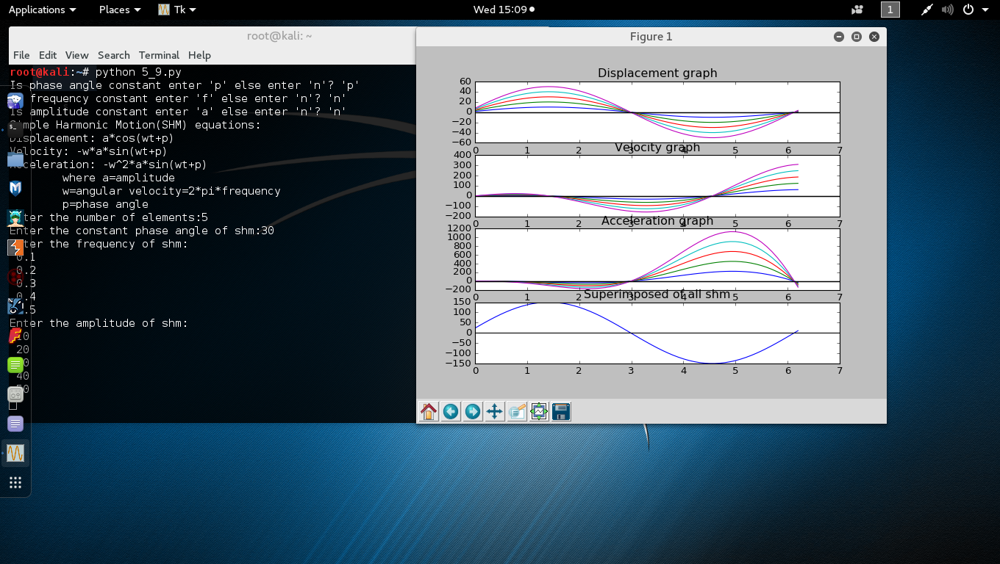 Applications Places Tk Wed 15:09 1
root@kali: ~
File Edit View Search Terminal Help
root@kali:~# python 5_9.py
Is phase angle constant enter 'p' else enter 'n'? 'p'
frequency constant enter 'f' else enter 'n'? 'n'
Is amplitude constant enter 'a' else enter 'n'? 'n'
Simple Harmonic Motion(SHM) equations:
Displacement: a*cos(wt+p)
Velocity: -w*a*sin(wt+p)
Acceleration: -w^2*a*sin(wt+p)
where a=amplitude
w=angular velocity=2*pi*frequency
p=phase angle
Enter the number of elements:5
Enter the constant phase angle of shm:30
Enter the frequency of shm:
0.1
0.2
0.3
0.4
.5
Enter the amplitude of shm:
10
20
0
40
50
Figure 1
Displacement graph
60
40
20
0
−20
−40
−60
0 1 2 3 4 5 6 7
Velocity graph
400
300
200
100
0
−100
−200
0 1 2 3 4 5 6 7
Acceleration graph
1200
1000
800
600
400
200
0
−200
0 1 2 3 4 5 6 7
Superimposed of all shm
150
100
50
0
−50
−100
−150
0 1 2 3 4 5 6 7